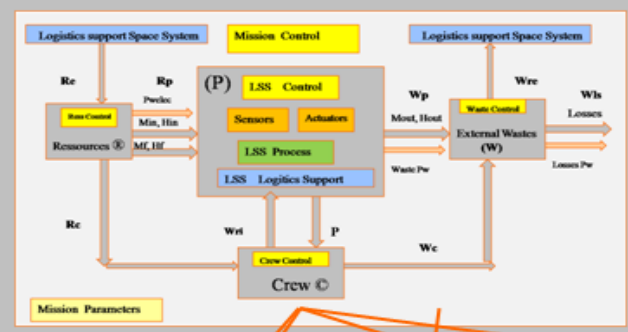 Logistics support Space System
Mission Control
Logistics support Space System
Re
Rp
(P)
LSS Control
Wp
Wre
Wls
Pwelec
Waste Control
Losses
Min, Hin
Sensors
Actuators
Mout, Hout
External Wastes
(W)
Ressources ®
Mf, Hf
LSS Process
Waste Pw
Losses Pw
LSS Logitics Support
Rc
Wri
P
Wc
Crew Control
Crew ©
Mission Parameters